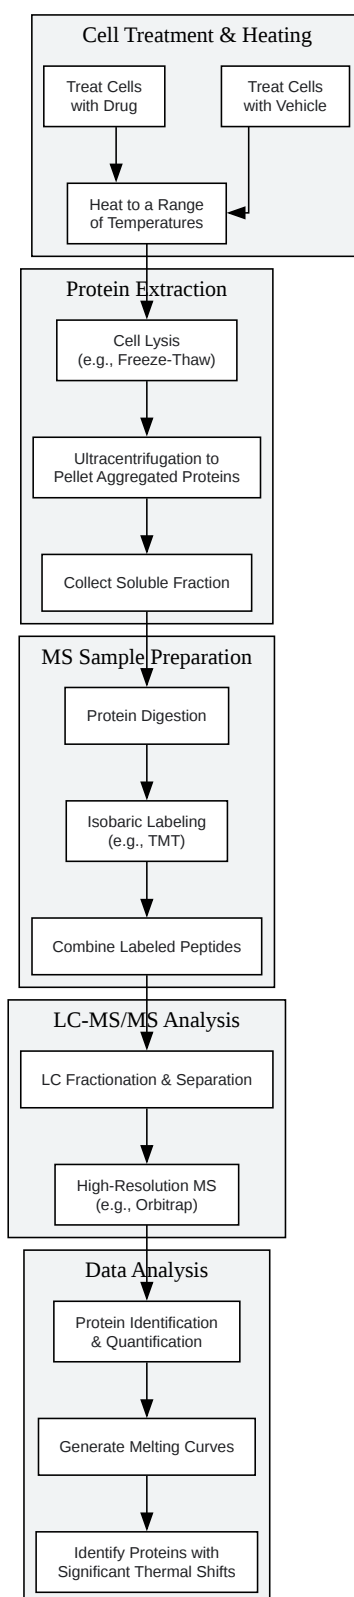 Cell Treatment & Heating
Treat Cells
with Drug
Treat Cells
with Vehicle
Heat to a Range
of Temperatures
Protein Extraction
Cell Lysis
(e.g., Freeze-Thaw)
Ultracentrifugation to
Pellet Aggregated Proteins
Collect Soluble Fraction
MS Sample Preparation
Protein Digestion
Isobaric Labeling
(e.g., TMT)
Combine Labeled Peptides
LC-MS/MS Analysis
LC Fractionation & Separation
High-Resolution MS
(e.g., Orbitrap)
Data Analysis
Protein Identification
& Quantification
Generate Melting Curves
Identify Proteins with
Significant Thermal Shifts